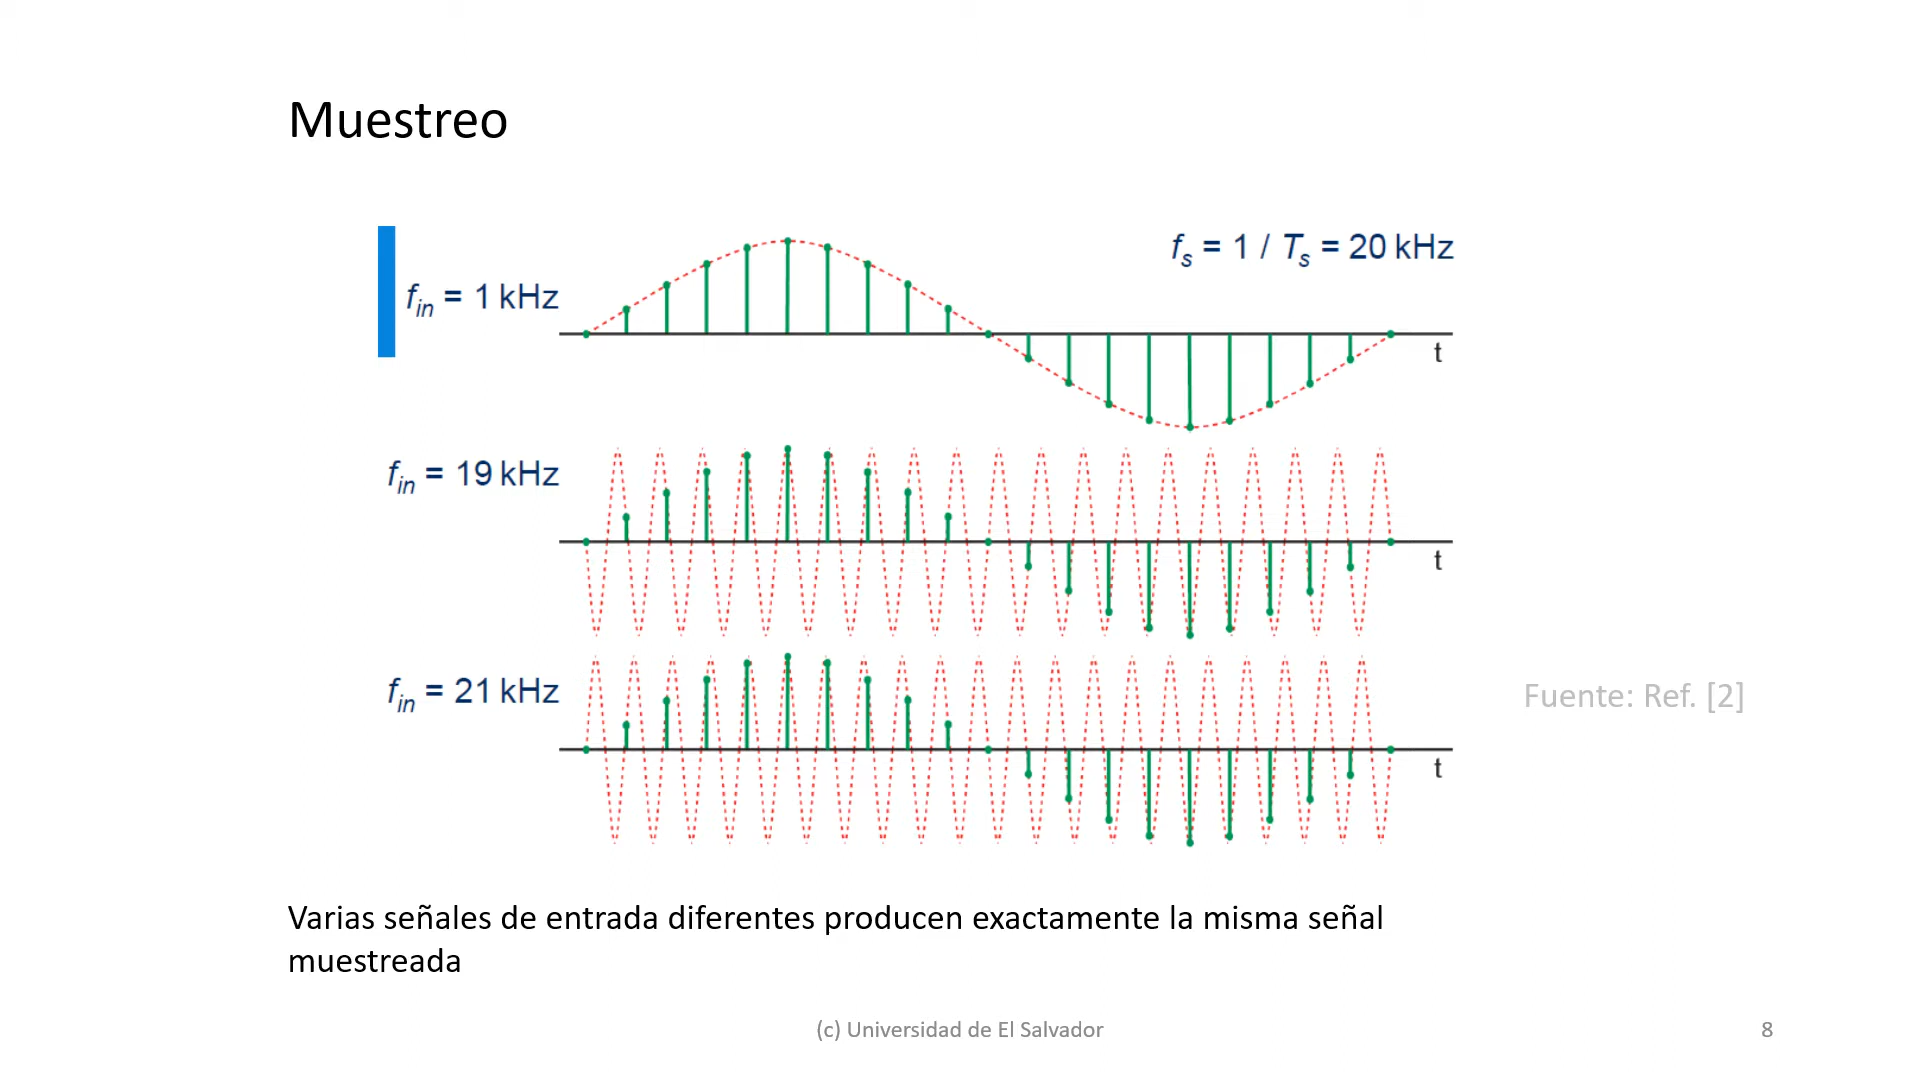 Muestreo
fs = 1 / Ts = 20 kHz
fin = 1 kHz
t
fin = 19 kHz
t
fin = 21 kHz
Fuente: Ref. [2]
t
Varias señales de entrada diferentes producen exactamente la misma señal
muestreada
(c) Universidad de El Salvador
8